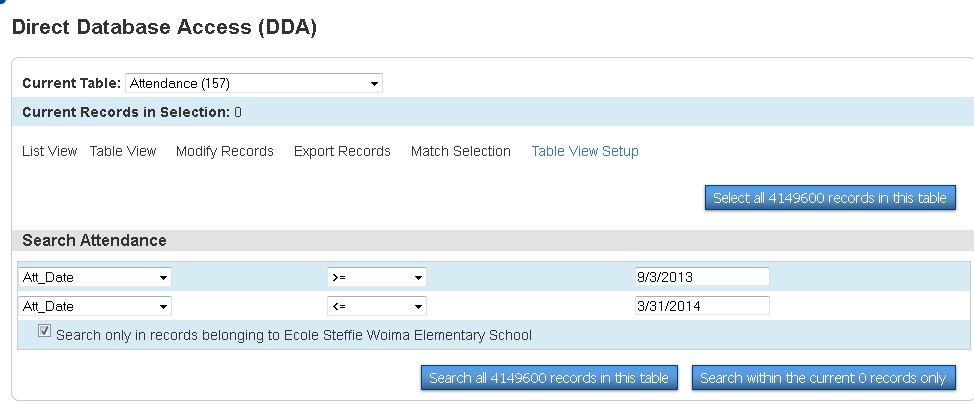 Direct Database Access (DDA)
Current Table: Attendance (157)
Current Records in Selection: 0
List View Table View Modify Records Export Records Match Selection Table View Setup
Select all 4149600 records in this table
Search Attendance
Att_Date >= 9/3/2013
Att_Date <= 3/31/2014
Search only in records belonging to Ecole Steffie Woima Elementary School
Search all 4149600 records in this table Search within the current 0 records only